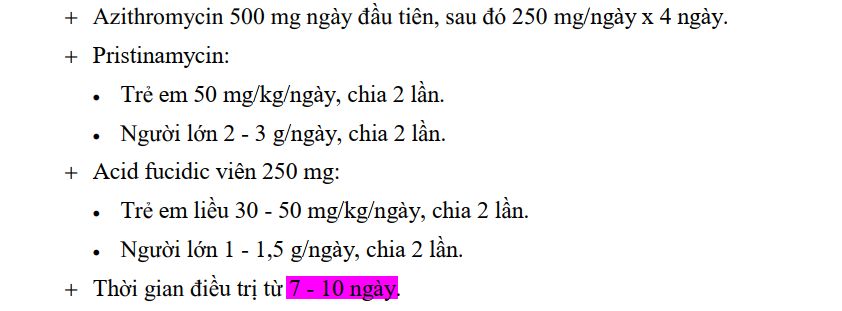 + Azithromycin 500 mg ngày đầu tiên, sau đó 250 mg/ngày x 4 ngày.
+ Pristinamycin:
• Trẻ em 50 mg/kg/ngày, chia 2 lần.
• Người lớn 2 - 3 g/ngày, chia 2 lần.
+ Acid fucidic viên 250 mg:
• Trẻ em liều 30 - 50 mg/kg/ngày, chia 2 lần.
• Người lớn 1 - 1,5 g/ngày, chia 2 lần.
+ Thời gian điều trị từ 7 - 10 ngày.